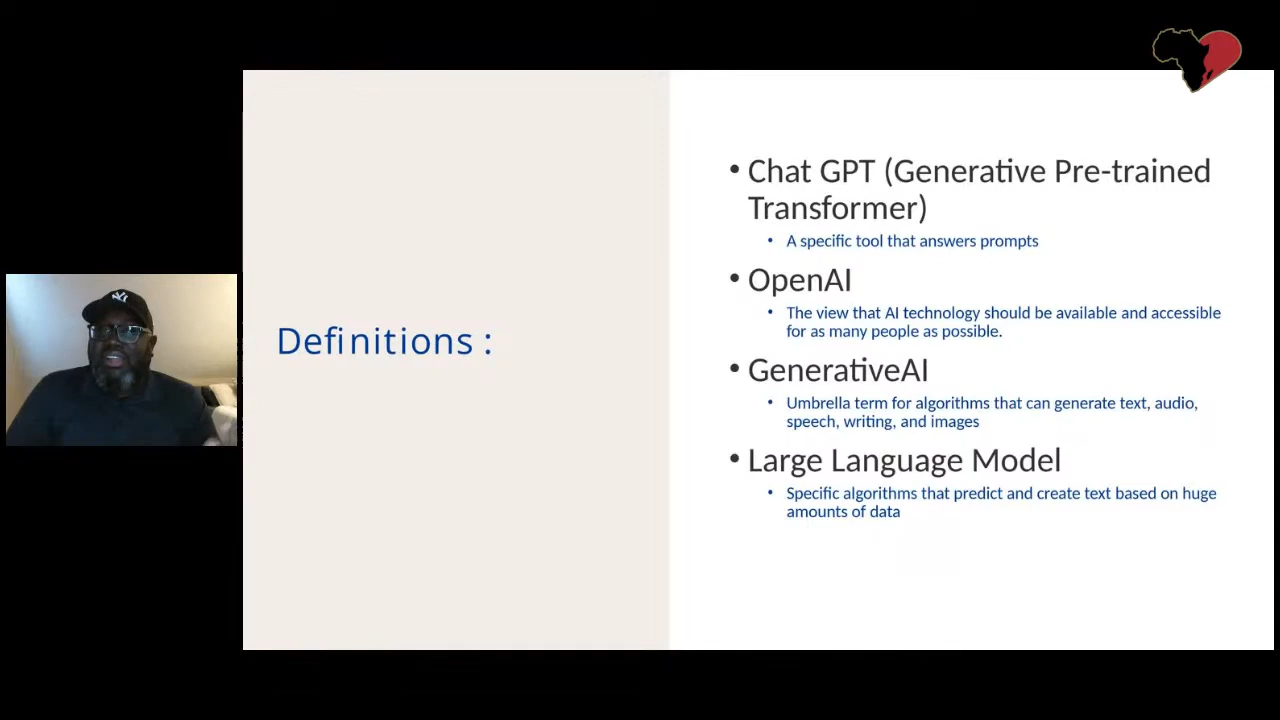 Definitions :
• Chat GPT (Generative Pre-trained
Transformer)
• A specific tool that answers prompts
• OpenAI
• The view that AI technology should be available and accessible
for as many people as possible.
• GenerativeAI
• Umbrella term for algorithms that can generate text, audio,
speech, writing, and images
• Large Language Model
• Specific algorithms that predict and create text based on huge
amounts of data